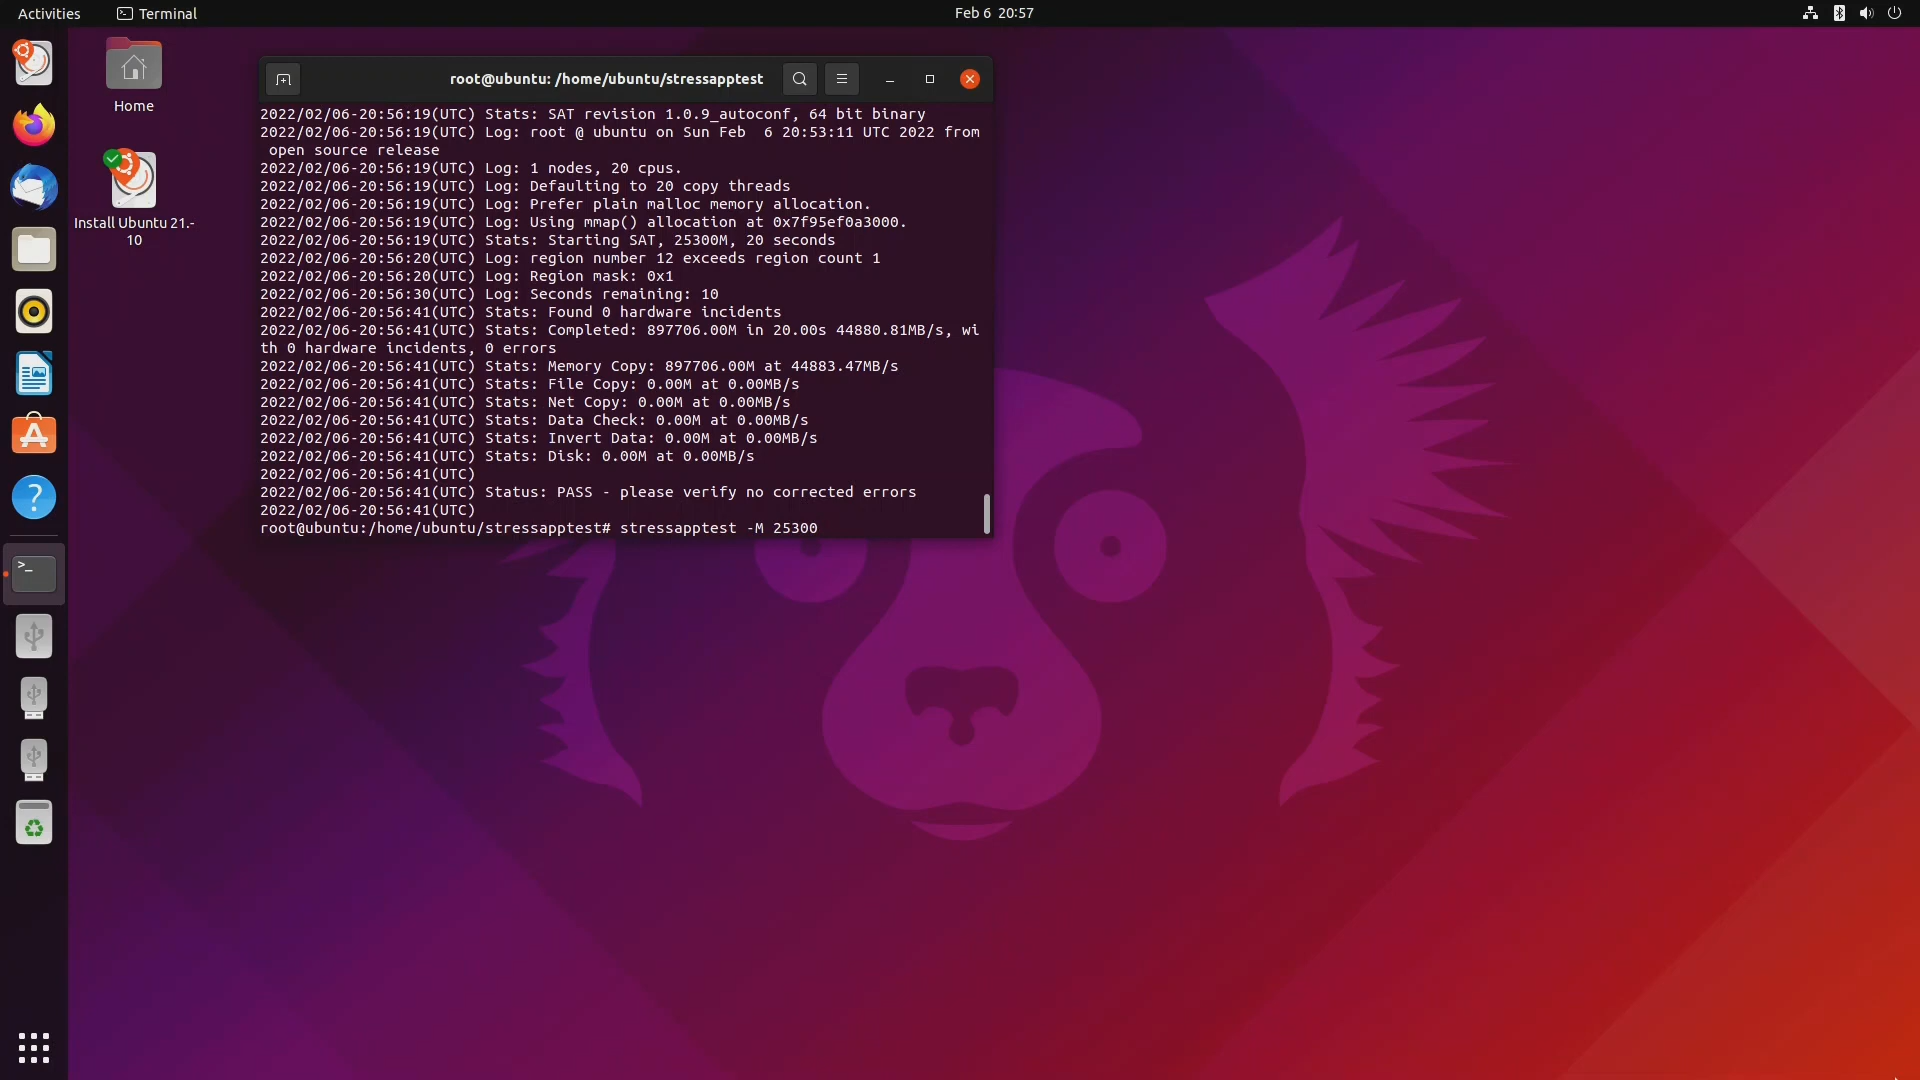 Activities
Terminal
Feb 6 20:57
Home
Install Ubuntu 21.-
10
root@ubuntu: /home/ubuntu/stressapptest
2022/02/06-20:56:19(UTC) Stats: SAT revision 1.0.9_autoconf, 64 bit binary
2022/02/06-20:56:19(UTC) Log: root @ ubuntu on Sun Feb  6 20:53:11 UTC 2022 from
 open source release
2022/02/06-20:56:19(UTC) Log: 1 nodes, 20 cpus.
2022/02/06-20:56:19(UTC) Log: Defaulting to 20 copy threads
2022/02/06-20:56:19(UTC) Log: Prefer plain malloc memory allocation.
2022/02/06-20:56:19(UTC) Log: Using mmap() allocation at 0x7f95ef0a3000.
2022/02/06-20:56:19(UTC) Stats: Starting SAT, 25300M, 20 seconds
2022/02/06-20:56:20(UTC) Log: region number 12 exceeds region count 1
2022/02/06-20:56:20(UTC) Log: Region mask: 0x1
2022/02/06-20:56:30(UTC) Log: Seconds remaining: 10
2022/02/06-20:56:41(UTC) Stats: Found 0 hardware incidents
2022/02/06-20:56:41(UTC) Stats: Completed: 897706.00M in 20.00s 44880.81MB/s, wi
th 0 hardware incidents, 0 errors
2022/02/06-20:56:41(UTC) Stats: Memory Copy: 897706.00M at 44883.47MB/s
2022/02/06-20:56:41(UTC) Stats: File Copy: 0.00M at 0.00MB/s
2022/02/06-20:56:41(UTC) Stats: Net Copy: 0.00M at 0.00MB/s
2022/02/06-20:56:41(UTC) Stats: Data Check: 0.00M at 0.00MB/s
2022/02/06-20:56:41(UTC) Stats: Invert Data: 0.00M at 0.00MB/s
2022/02/06-20:56:41(UTC) Stats: Disk: 0.00M at 0.00MB/s
2022/02/06-20:56:41(UTC)
2022/02/06-20:56:41(UTC) Status: PASS - please verify no corrected errors
2022/02/06-20:56:41(UTC)
root@ubuntu:/home/ubuntu/stressapptest# stressapptest -M 25300